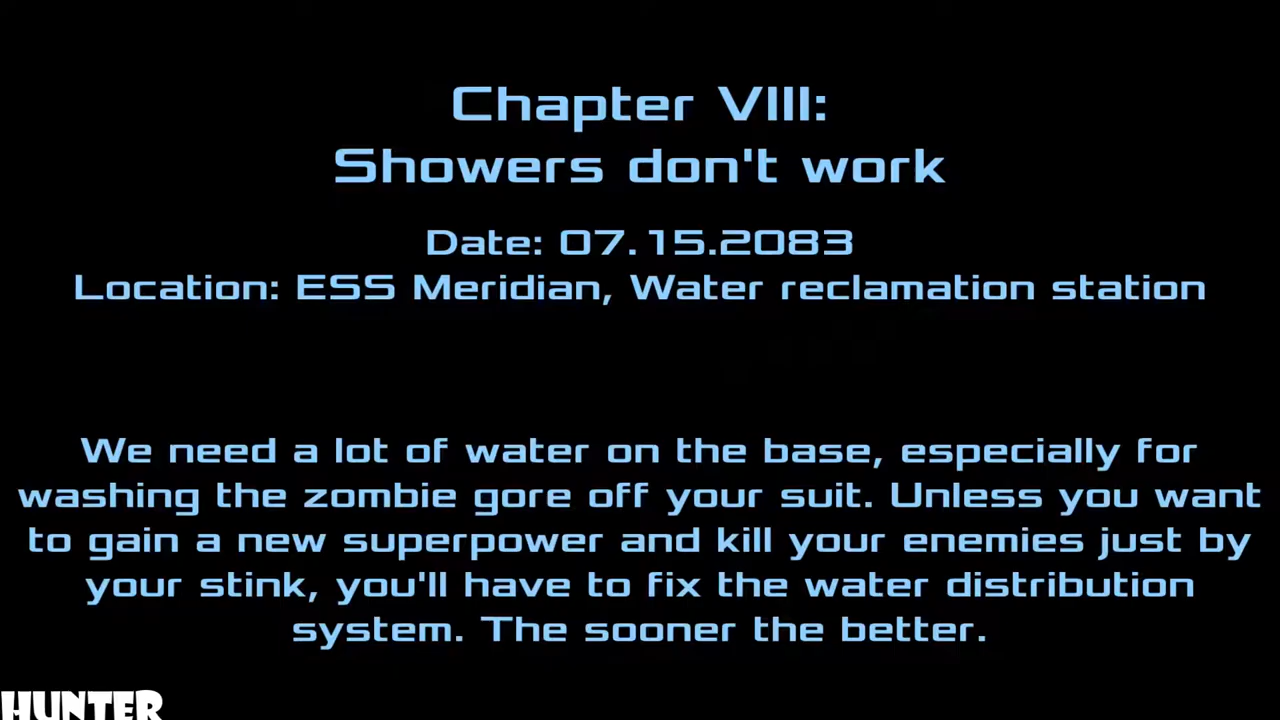 Chapter VIII:
Showers don't work
Date: 07.15.2083
Location: ESS Meridian, Water reclamation station
We need a lot of water on the base, especially for
washing the zombie gore off your suit. Unless you want
to gain a new superpower and kill your enemies just by
your stink, you'll have to fix the water distribution
system. The sooner the better.
HUNTER